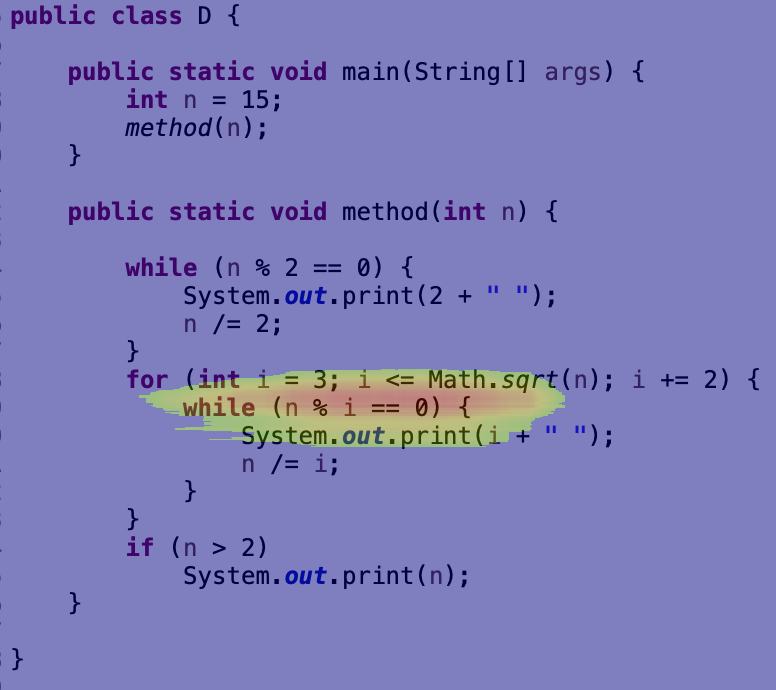 public class D {
public static void main(String[] args) {
int n = 15;
method(n);
}
public static void method(int n) {
while (n % 2 == 0) {
System.out.print(2 + " ");
n /= 2;
}
for (int i = 3; i <= Math.sqrt(n); i += 2) {
while (n % i == 0) {
System.out.print(i + " ");
n /= i;
}
}
if (n > 2)
System.out.print(n);
}
}